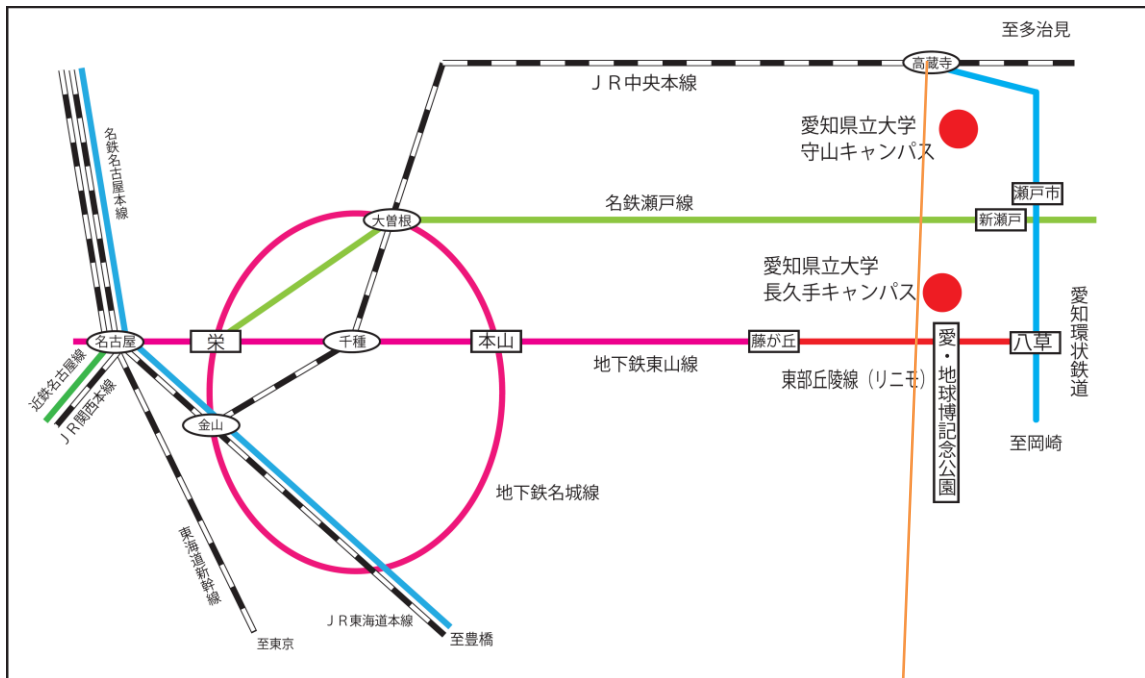 至多治見
高蔵寺
ＪＲ中央本線
愛知県立大学
守山キャンパス
名鉄名古屋本線
瀬戸市
名鉄瀬戸線
大曽根
新瀬戸
愛知県立大学
長久手キャンパス
愛知環状鉄道
名古屋
栄
千種
本山
藤が丘
八草
地下鉄東山線
東部丘陵線（リニモ）
愛・地球博記念公園
近鉄名古屋線
ＪＲ関西本線
金山
至岡崎
地下鉄名城線
東海道新幹線
ＪＲ東海道本線
至東京
至豊橋